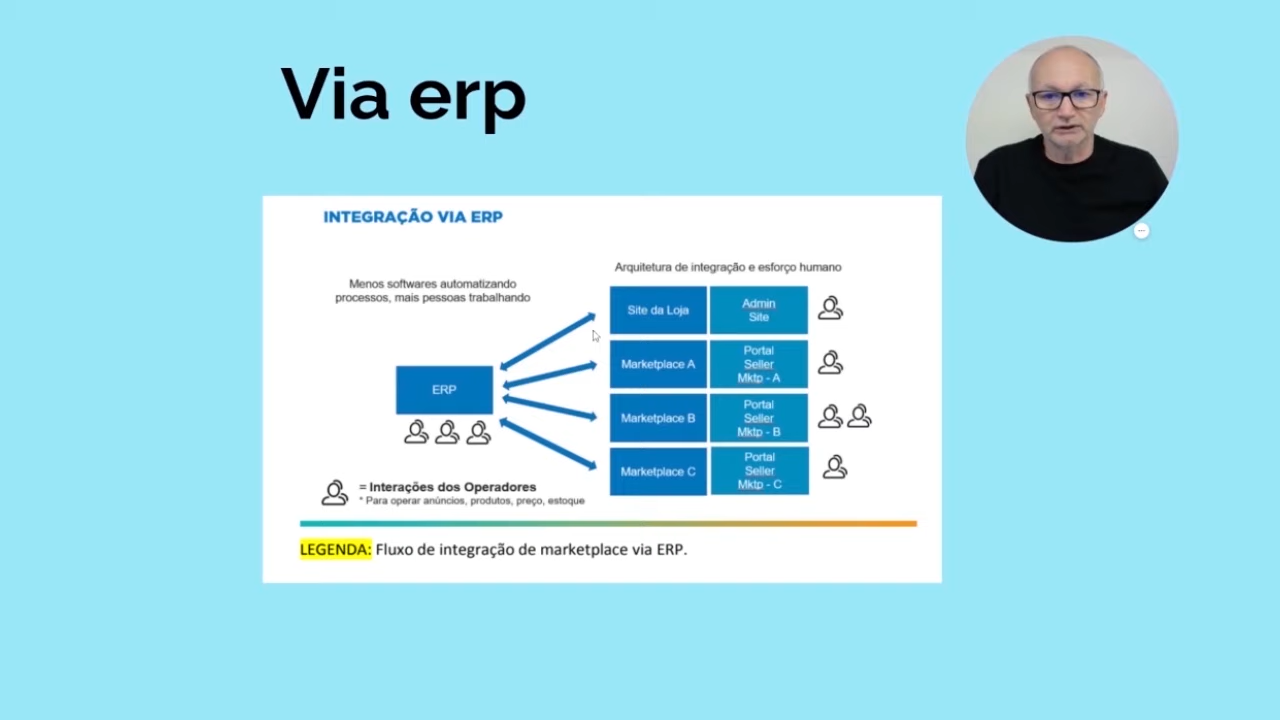 Via erp
INTEGRAÇÃO VIA ERP
Menos softwares automatizando
processos, mais pessoas trabalhando
Arquitetura de integração e esforço humano
ERP
Site da Loja
Admin
Site
Marketplace A
Portal
Seller
Mktp - A
Marketplace B
Portal
Seller
Mktp - B
Marketplace C
Portal
Seller
Mktp - C
= Interações dos Operadores
* Para operar anúncios, produtos, preço, estoque
LEGENDA: Fluxo de integração de marketplace via ERP.